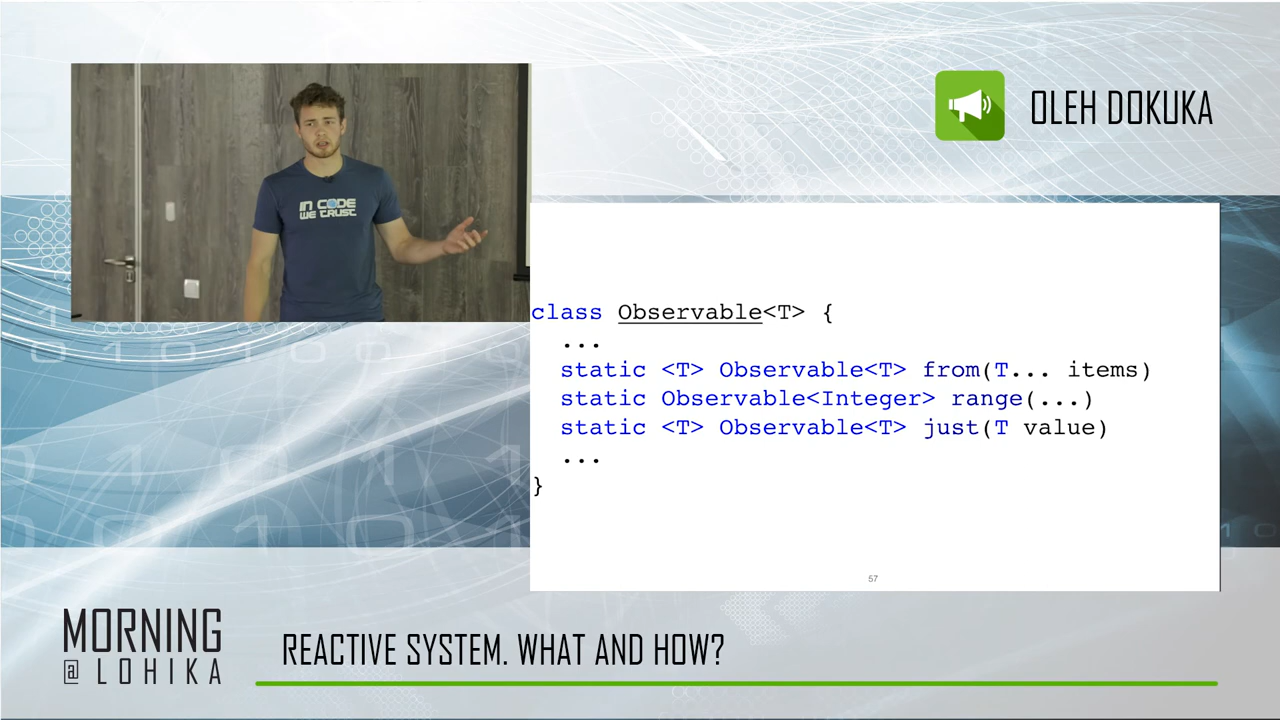 OLEH DOKUKA
IN CODE
WE TRUST
class Observable<T> {
...
static <T> Observable<T> from(T... items)
static Observable<Integer> range(...)
static <T> Observable<T> just(T value)
...
}
57
MORNING
@ LOHIKA
REACTIVE SYSTEM. WHAT AND HOW?